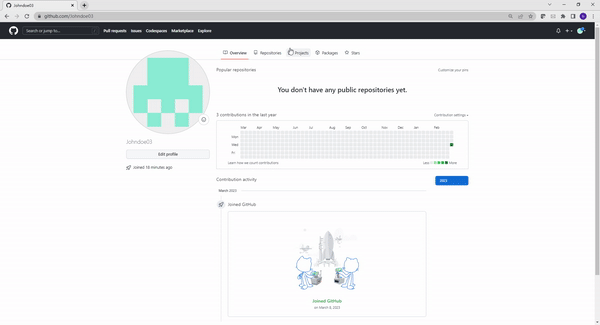 Johndoe03
github.com/Johndoe03
Search or jump to...
Pull requests Issues Codespaces Marketplace Explore
Overview Repositories Projects Packages Stars
Popular repositories
Customize your pins
You don't have any public repositories yet.
3 contributions in the last year
Contribution settings
Mar Apr May Jun Jul Aug Sep Oct Nov Dec Jan Feb
Mon
Wed
Fri
Learn how we count contributions
Less More
Johndoe03
Edit profile
Joined 18 minutes ago
Contribution activity
2023
March 2023
Joined GitHub
Joined GitHub
on March 8, 2023